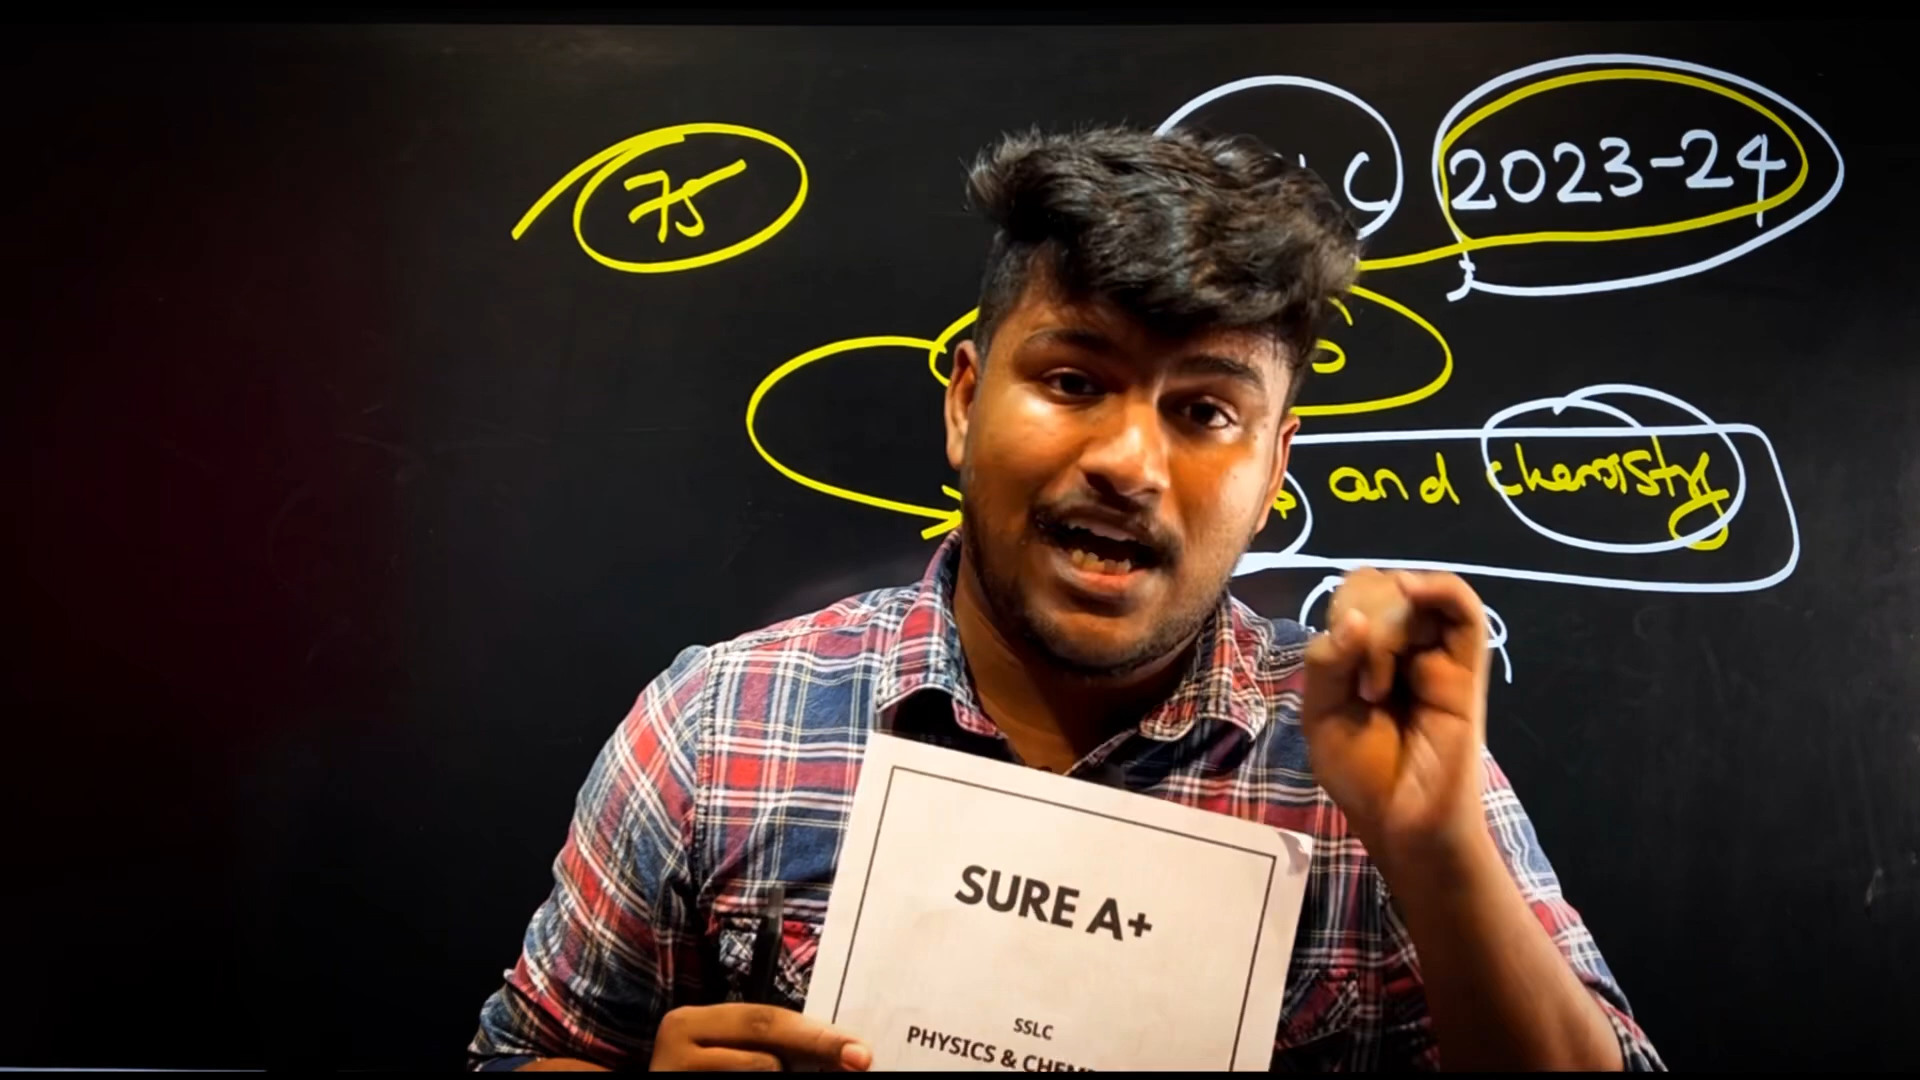 75
2023-24
and chemistry
SURE A+
SSLC
PHYSICS & CHEM